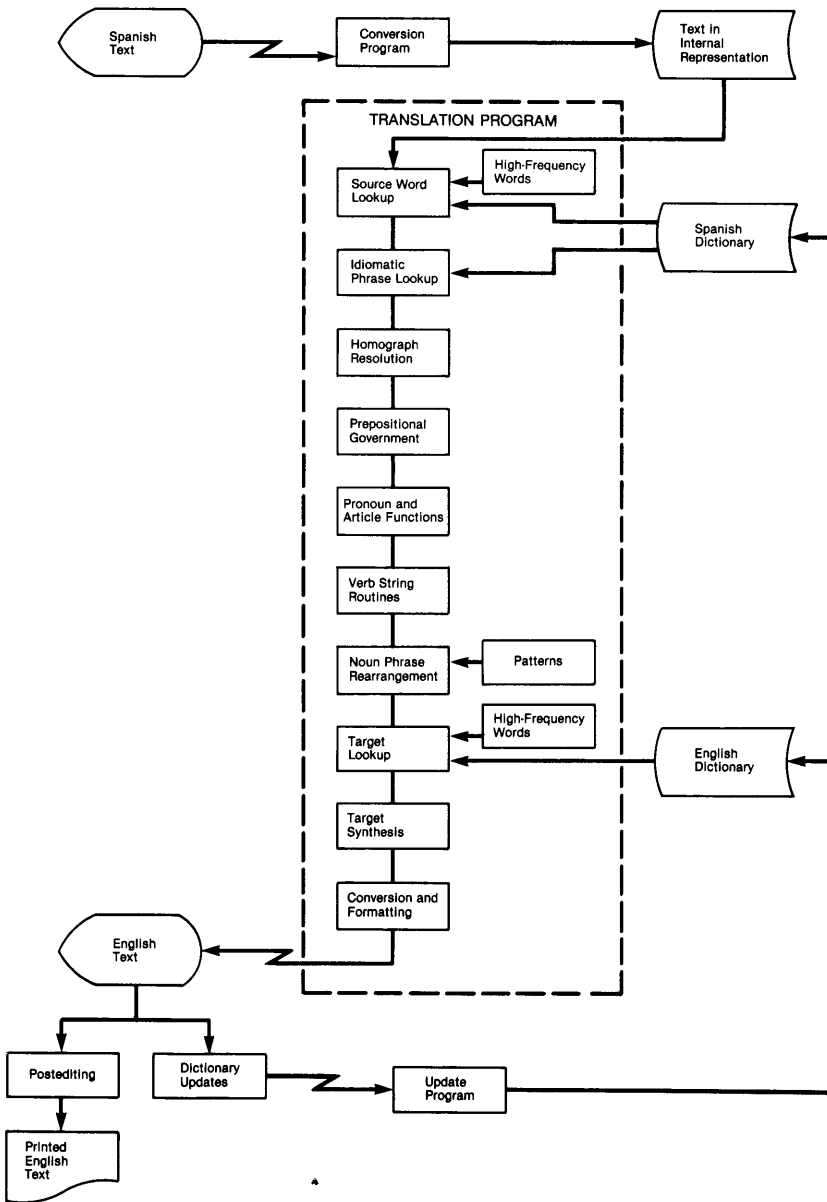 Spanish
Text
Conversion
Program
Text in
Internal
Representation
TRANSLATION PROGRAM
High-Frequency
Words
Source Word
Lookup
Spanish
Dictionary
Idiomatic
Phrase Lookup
Homograph
Resolution
Prepositional
Government
Pronoun and
Article Functions
Verb String
Routines
Noun Phrase
Rearrangement
Patterns
High-Frequency
Words
Target
Lookup
English
Dictionary
Target
Synthesis
Conversion and
Formatting
English
Text
Postediting
Dictionary
Updates
Update
Program
Printed
English
Text